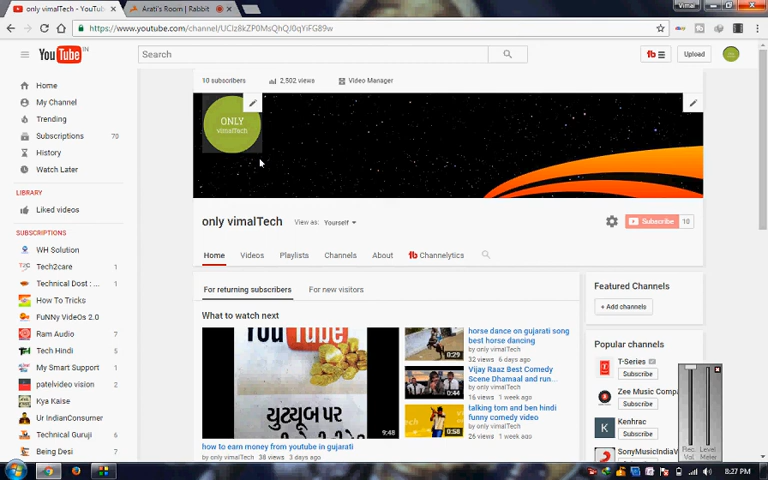 only vimalTech - YouTub
Arati's Room | Rabbit
Vimal
https://www.youtube.com/channel/UClz8kZP0MsQhQJ0qYiFG89w
YouTube IN
Search
Upload
10 subscribers
2,502 views
Video Manager
Home
My Channel
Trending
Subscriptions 70
History
Watch Later
LIBRARY
Liked videos
SUBSCRIPTIONS
WH Solution
Tech2care 1
Technical Dost : ... 1
How To Tricks
FuNNy VideOs 2.0
Ram Audio 7
Tech Hindi 1
My Smart Support 1
patelvideo vision 2
Kya Kaise
Ur IndianConsumer
Technical Guruji 6
Being Desi 7
ONLY
vimalTech
only vimalTech
View as: Yourself
Subscribe 10
Home
Videos
Playlists
Channels
About
Channelytics
For returning subscribers
For new visitors
What to watch next
YouTube
યુટ્યૂબ પર
9:48
how to earn money from youtube in gujarati
by only vimalTech 38 views 3 days ago
0:29
horse dance on gujarati song
best horse dancing
by only vimalTech
32 views 6 days ago
Vijay Raaz Best Comedy
Scene Dhamaal and run...
by only vimalTech
16 views 1 week ago
0:58
talking tom and ben hindi
funny comedy video
by only vimalTech
26 views 1 week ago
Featured Channels
+ Add channels
Popular channels
T-Series
Subscribe
Zee Music Compa
Subscribe
Kenhrac
Subscribe
SonyMusicIndiaV
Rec. Vol
Level Meter
8:27 PM